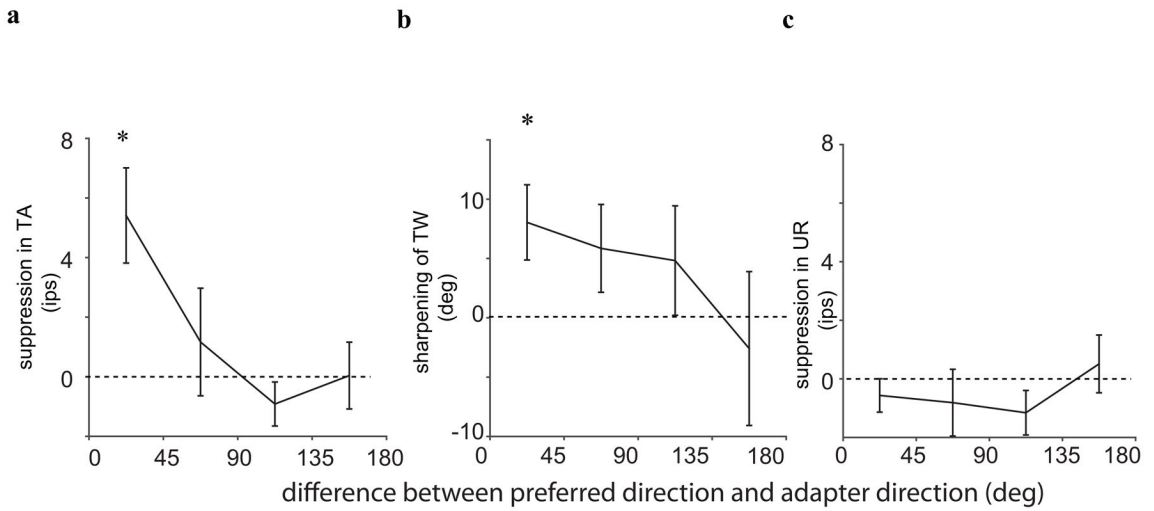 a
b
c
*
*
8
4
0
suppression in TA
(ips)
0 45 90 135 180
10
0
-10
sharpening of TW
(deg)
0 45 90 135 180
8
4
0
suppression in UR
(ips)
0 45 90 135 180
difference between preferred direction and adapter direction (deg)